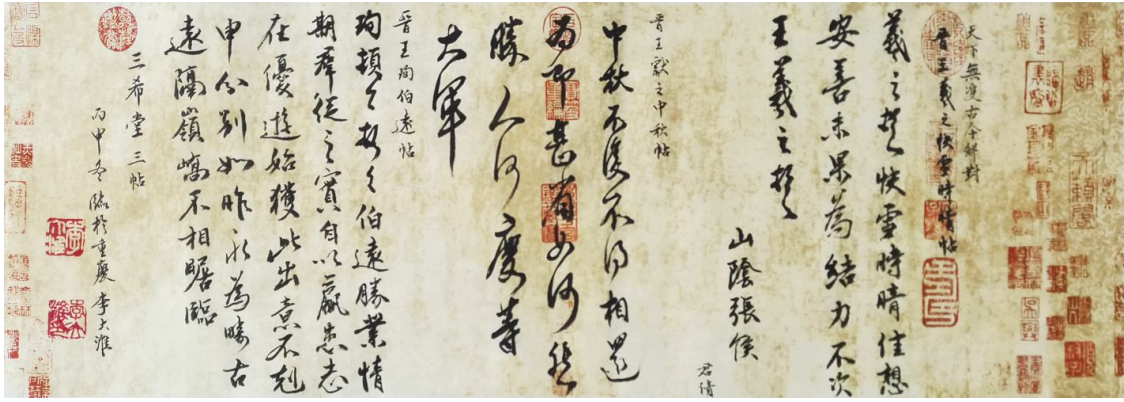 天下無雙古今鮮對
晉王羲之快雪時晴帖
羲之頓首快雪時晴佳想
安善未果為結力不次
王羲之頓首
山陰張侯
君倩
晉王獻之中秋帖
中秋不復不得相還
為即甚省如何然
勝人何慶等
大軍
晉王珣伯遠帖
珣頓首頓首伯遠勝業情
期羣從之寶自以羸患志
在優遊始獲此出意不剋
申分別如昨永為疇古
遠隔嶺嶠不相瞻臨
三希堂三帖
丙申冬臨於重慶李大淮